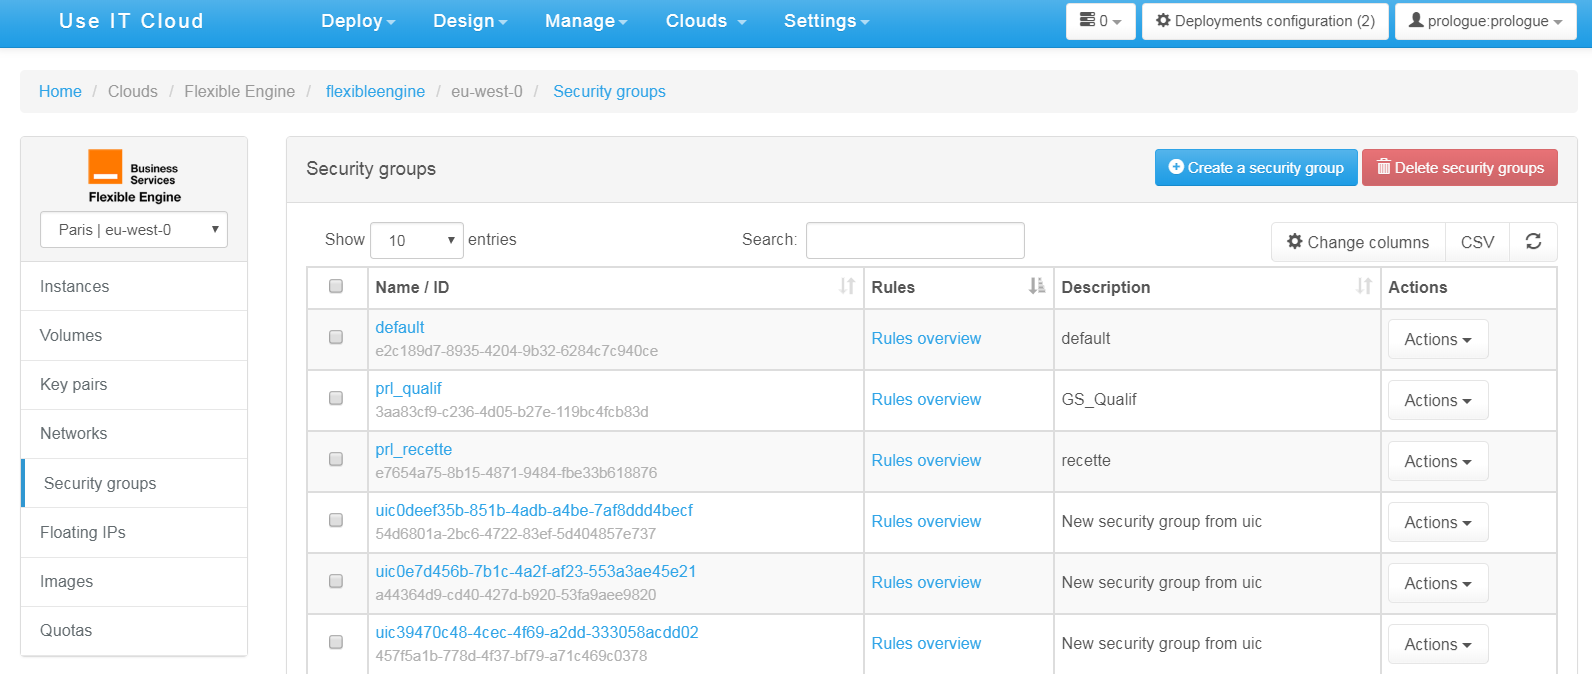 Use IT Cloud Deploy Design Manage Clouds Settings 0 Deployments configuration (2) prologue:prologue
Home / Clouds / Flexible Engine / flexibleengine / eu-west-0 / Security groups
Business
Services
Flexible Engine
Paris | eu-west-0
Instances
Volumes
Key pairs
Networks
Security groups
Floating IPs
Images
Quotas
Security groups Create a security group Delete security groups
Show 10 entries Search: Change columns CSV
Name / ID Rules Description Actions
default
e2c189d7-8935-4204-9b32-6284c7c940ce
Rules overview default Actions
prl_qualif
3aa83cf9-c236-4d05-b27e-119bc4fcb83d
Rules overview GS_Qualif Actions
prl_recette
e7654a75-8b15-4871-9484-fbe33b618876
Rules overview recette Actions
uic0deef35b-851b-4adb-a4be-7af8ddd4becf
54d6801a-2bc6-4722-83ef-5d404857e737
Rules overview New security group from uic Actions
uic0e7d456b-7b1c-4a2f-af23-553a3ae45e21
a44364d9-cd40-427d-b920-53fa9aee9820
Rules overview New security group from uic Actions
uic39470c48-4cec-4f69-a2dd-333058acdd02
457f5a1b-778d-4f37-bf79-a71c469c0378
Rules overview New security group from uic Actions